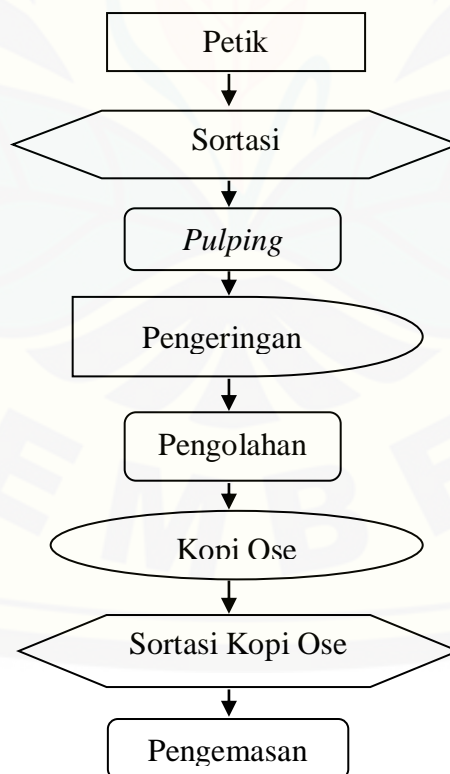 Petik
Sortasi
Pulping
Pengeringan
Pengolahan
Kopi Ose
Sortasi Kopi Ose
Pengemasan